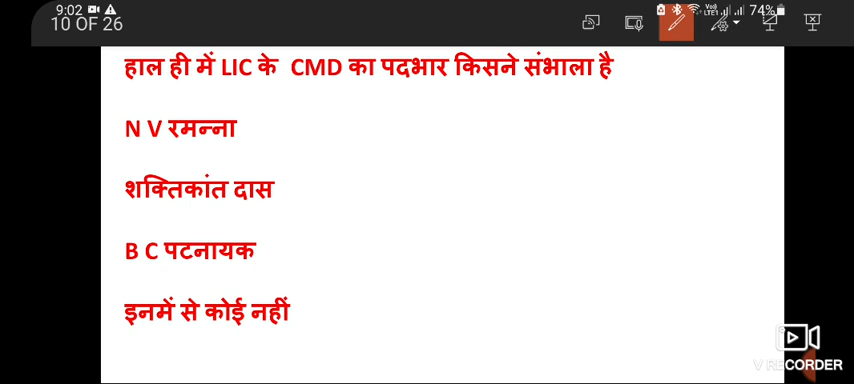 9:02 74%
10 OF 26
हाल ही में LIC के CMD का पदभार किसने संभाला है
N V रमन्ना
शक्तिकांत दास
B C पटनायक
इनमें से कोई नहीं
V RECORDER